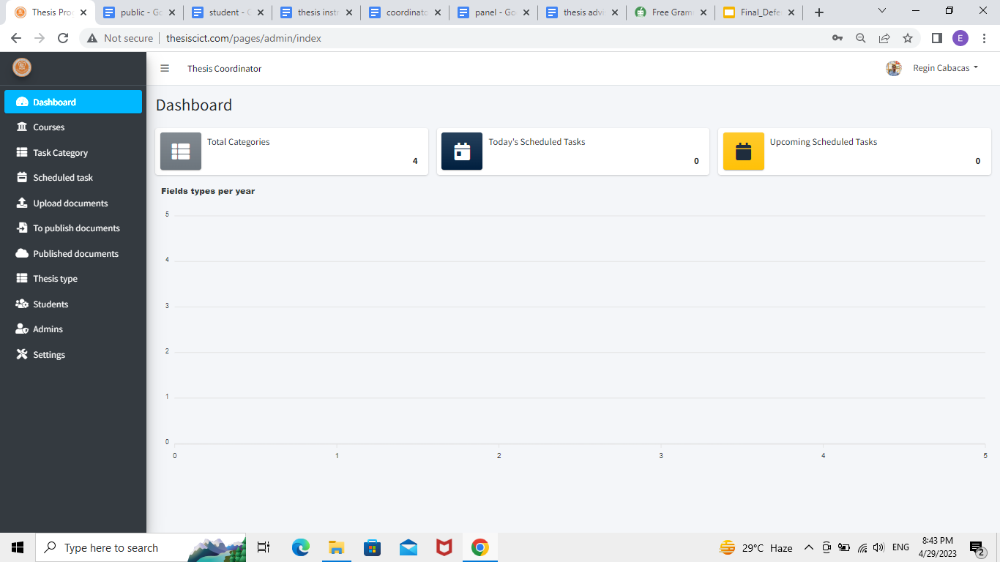 Thesis Prog
public - Go
student - G
thesis instr
coordinato
panel - Go
thesis advi
Free Gram
Final_Defe
Not secure
thesiscict.com/pages/admin/index
E
Thesis Coordinator
Regin Cabacas
Dashboard
Courses
Task Category
Scheduled task
Upload documents
To publish documents
Published documents
Thesis type
Students
Admins
Settings
Dashboard
Total Categories
4
Today's Scheduled Tasks
0
Upcoming Scheduled Tasks
0
Fields types per year
5
4
3
2
1
0
0 1 2 3 4 5
Type here to search
29°C Haze
ENG
8:43 PM
4/29/2023
2